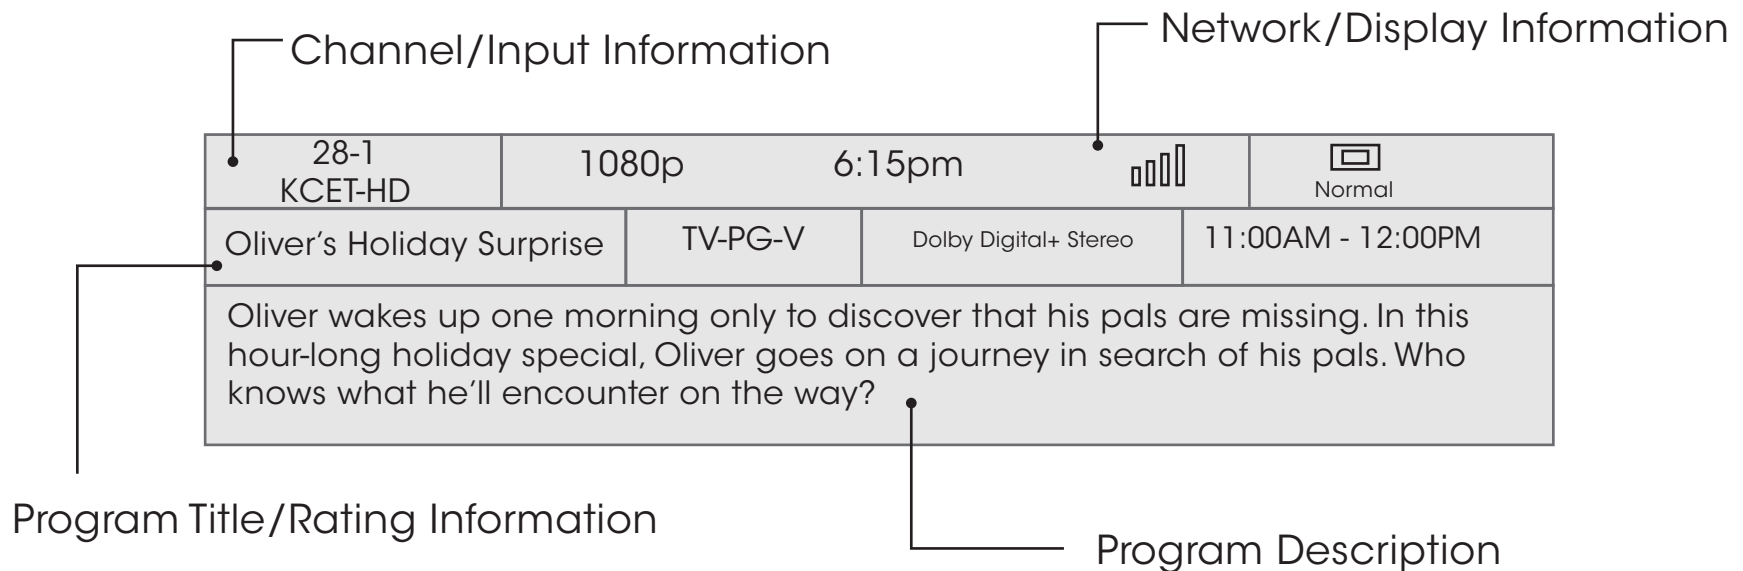 Channel/Input Information
Network/Display Information
28-1
KCET-HD
1080p
6:15pm
Normal
Oliver's Holiday Surprise
TV-PG-V
Dolby Digital+ Stereo
11:00AM - 12:00PM
Oliver wakes up one morning only to discover that his pals are missing. In this
hour-long holiday special, Oliver goes on a journey in search of his pals. Who
knows what he'll encounter on the way?
Program Title/Rating Information
Program Description